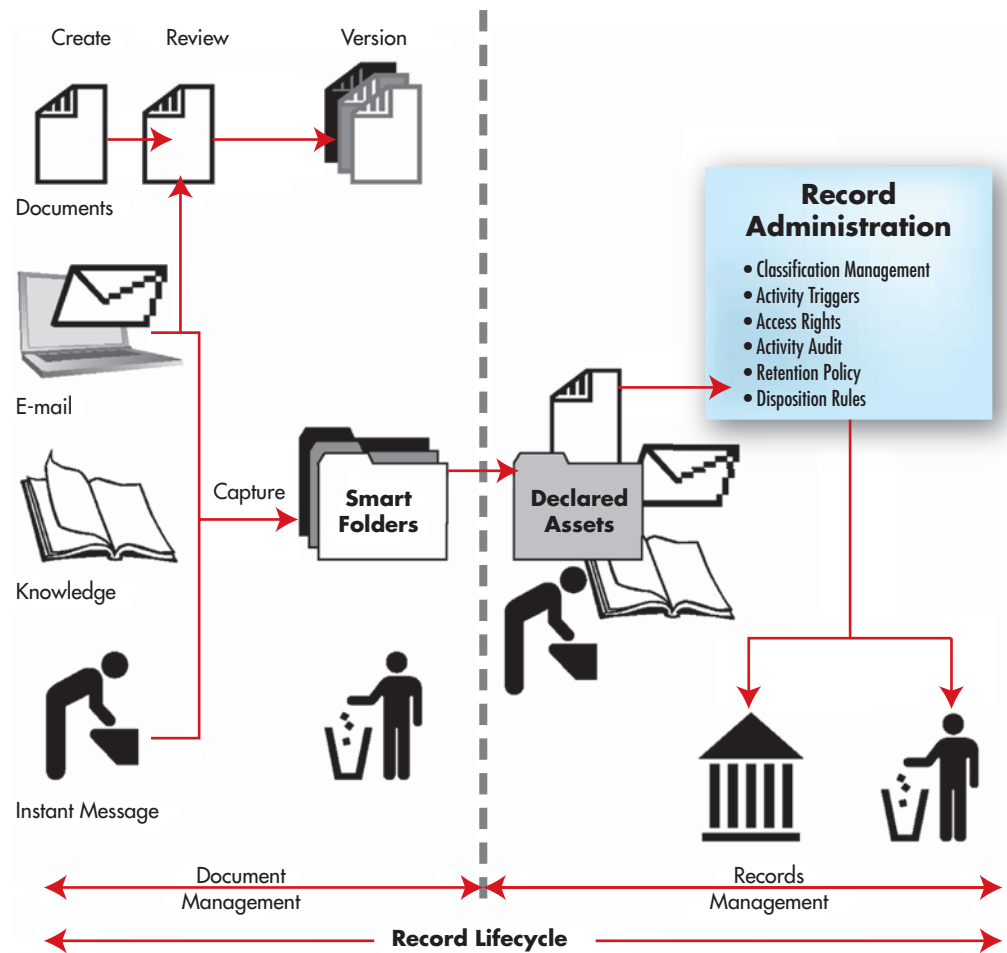 Create
Review
Version
Documents
E-mail
Knowledge
Instant Message
Capture
Smart
Folders
Declared
Assets
Record
Administration
• Classification Management
• Activity Triggers
• Access Rights
• Activity Audit
• Retention Policy
• Disposition Rules
Document
Management
Records
Management
Record Lifecycle